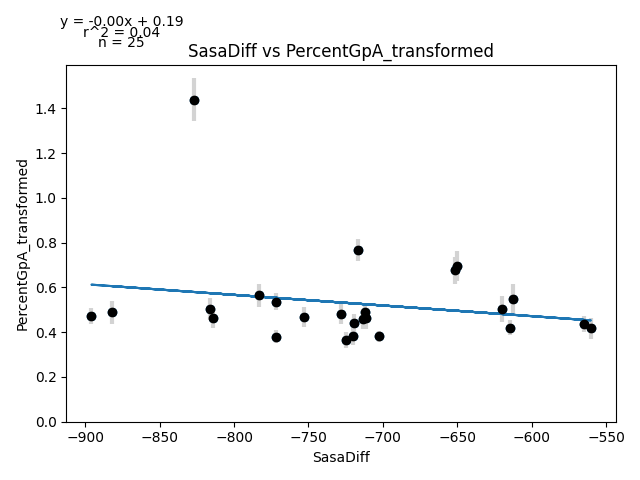 y = -0.00x + 0.19
r^2 = 0.04
n = 25
SasaDiff vs PercentGpA_transformed
PercentGpA_transformed
1.4
1.2
1.0
0.8
0.6
0.4
0.2
0.0
−900
−850
−800
−750
−700
−650
−600
−550
SasaDiff